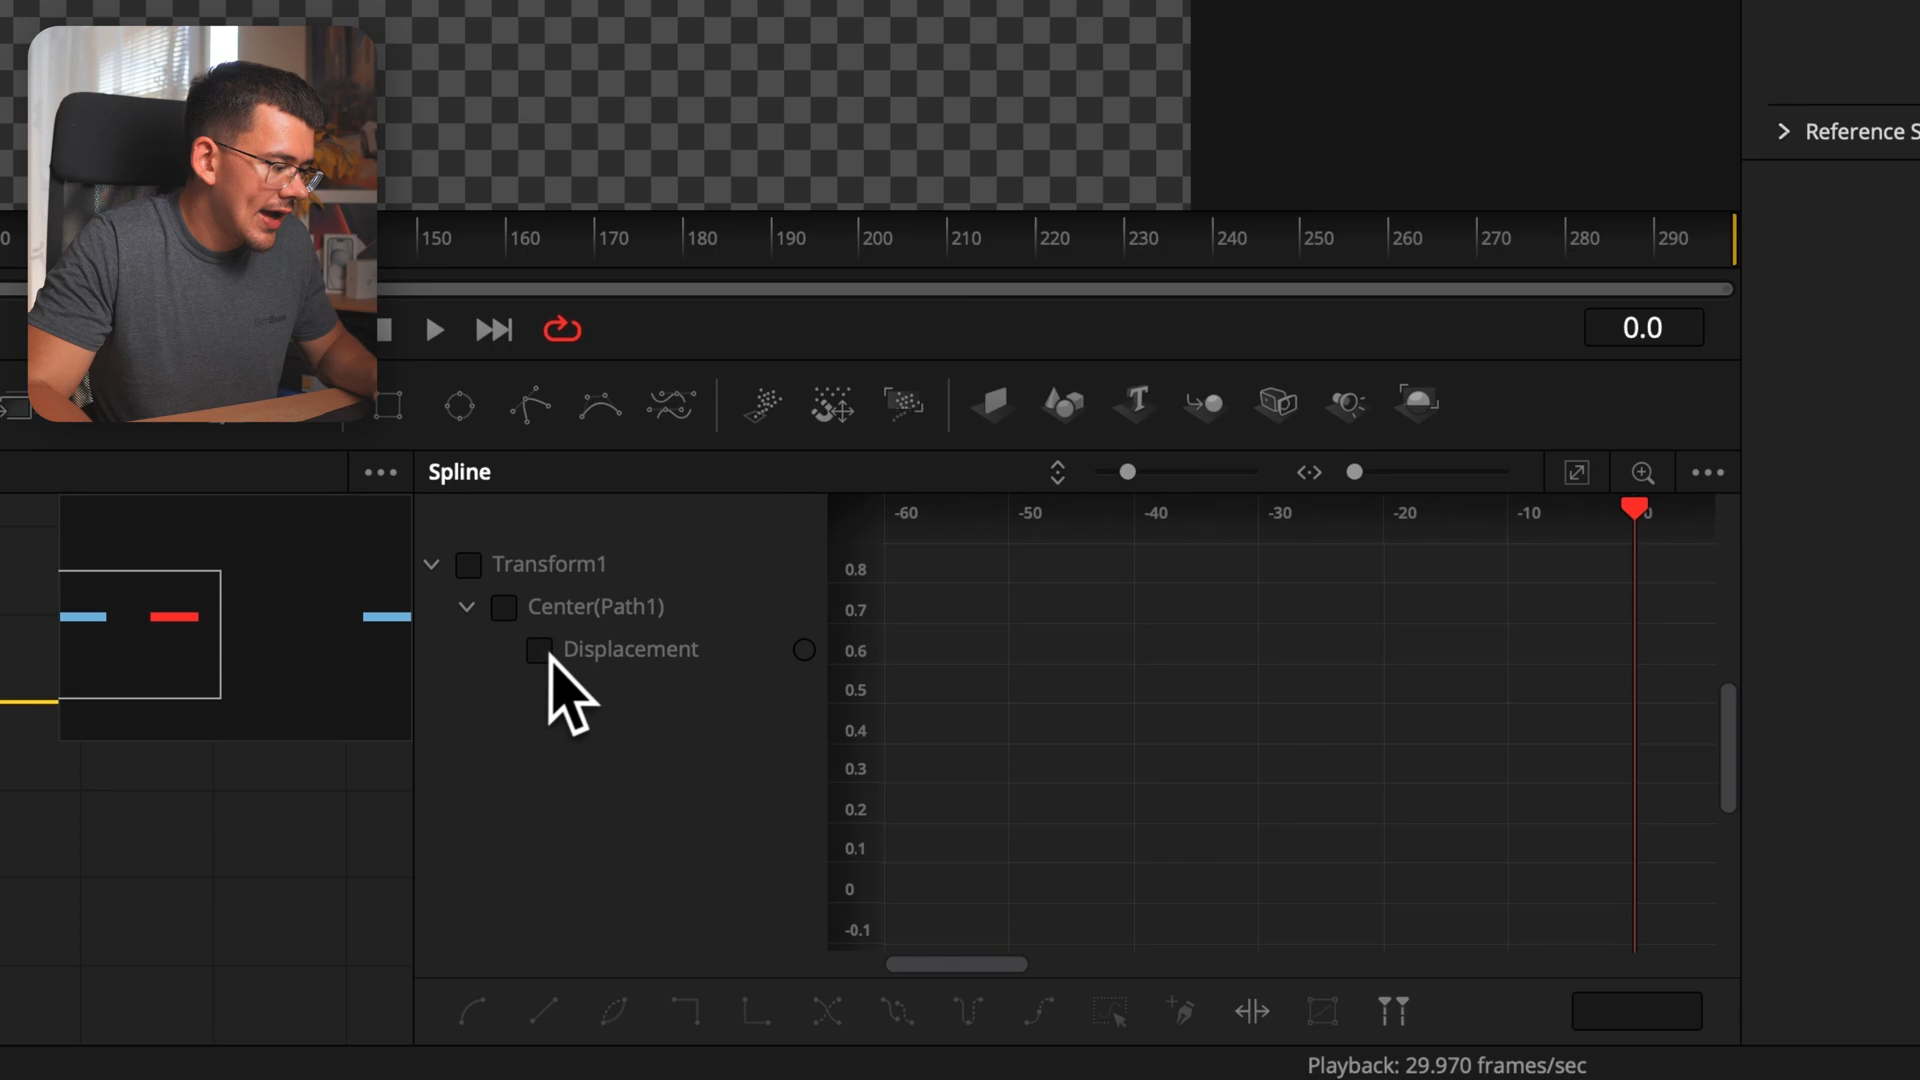 Reference S
0 150 160 170 180 190 200 210 220 230 240 250 260 270 280 290
0.0
Spline
-60 -50 -40 -30 -20 -10 0
Transform1
Center(Path1)
Displacement
0.8
0.7
0.6
0.5
0.4
0.3
0.2
0.1
0
-0.1
Playback: 29.970 frames/sec